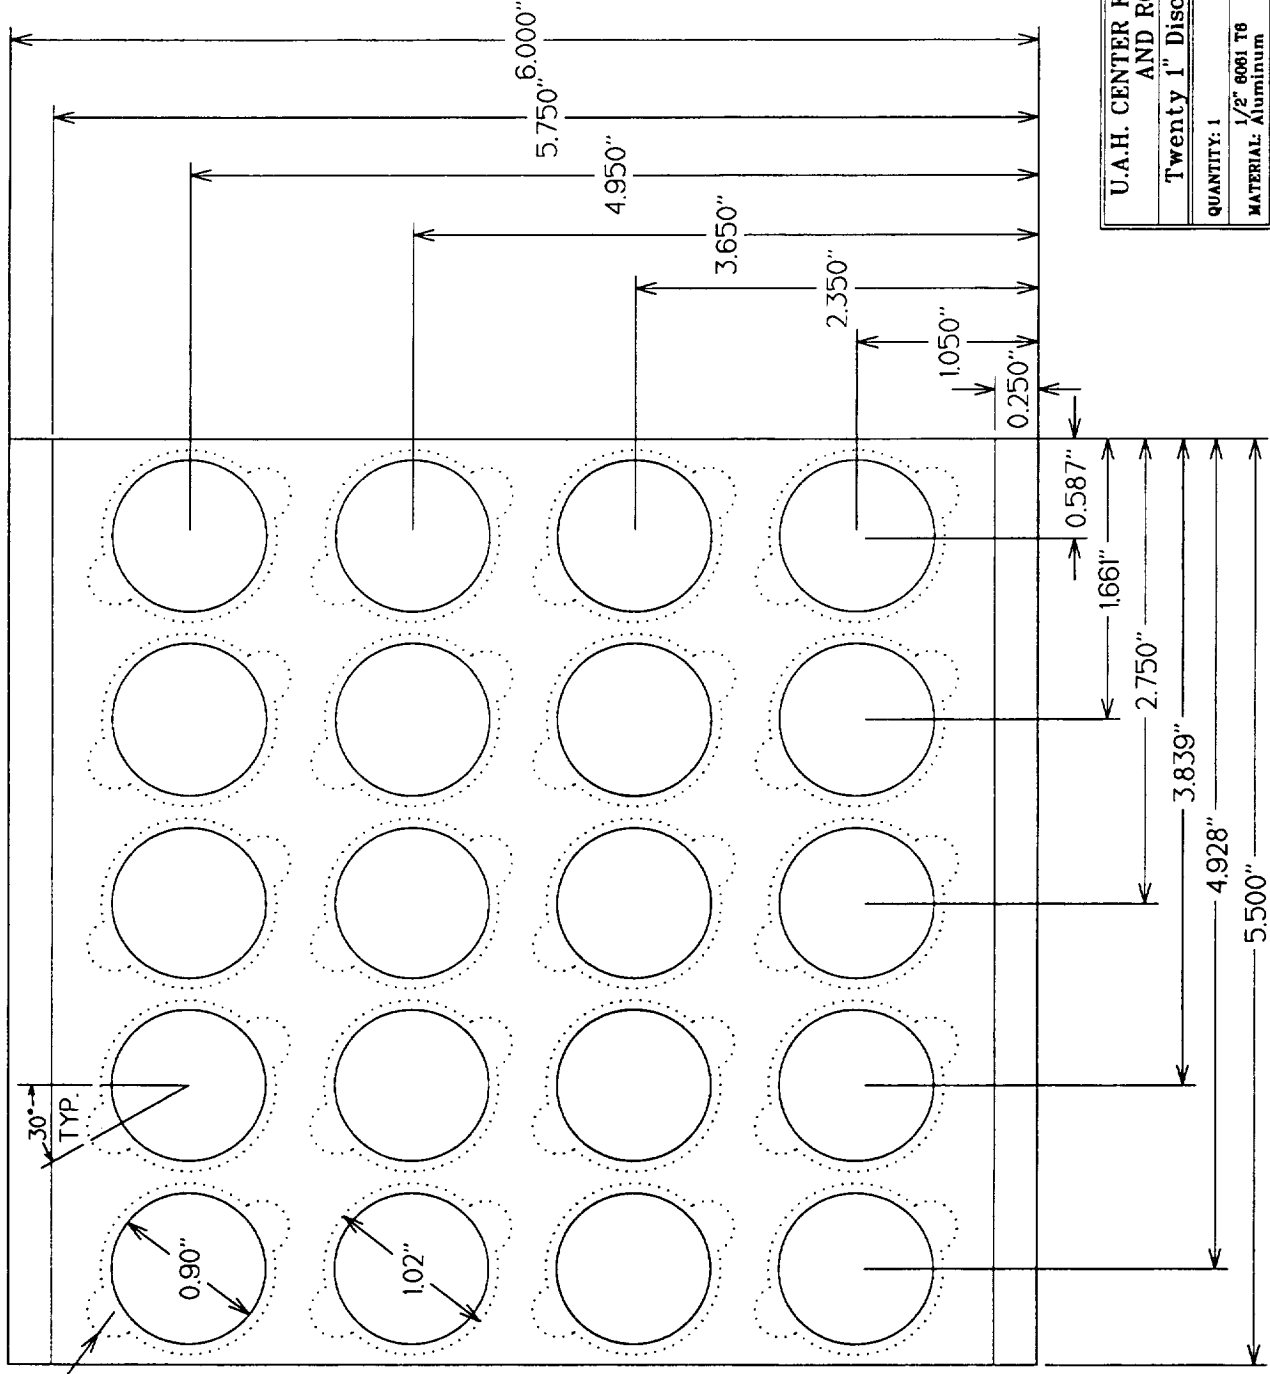 6.000"
5.750"
4.950"
3.650"
2.350"
1.050"
0.250"
0.587"
1.661"
2.750"
3.839"
4.928"
5.500"
30°
TYP.
0.90"
1.02"
U.A.H. CENTER
AND
Twenty 1"
QUANTITY: 1
MATERIAL: 1/2" 6061 T6
Aluminum